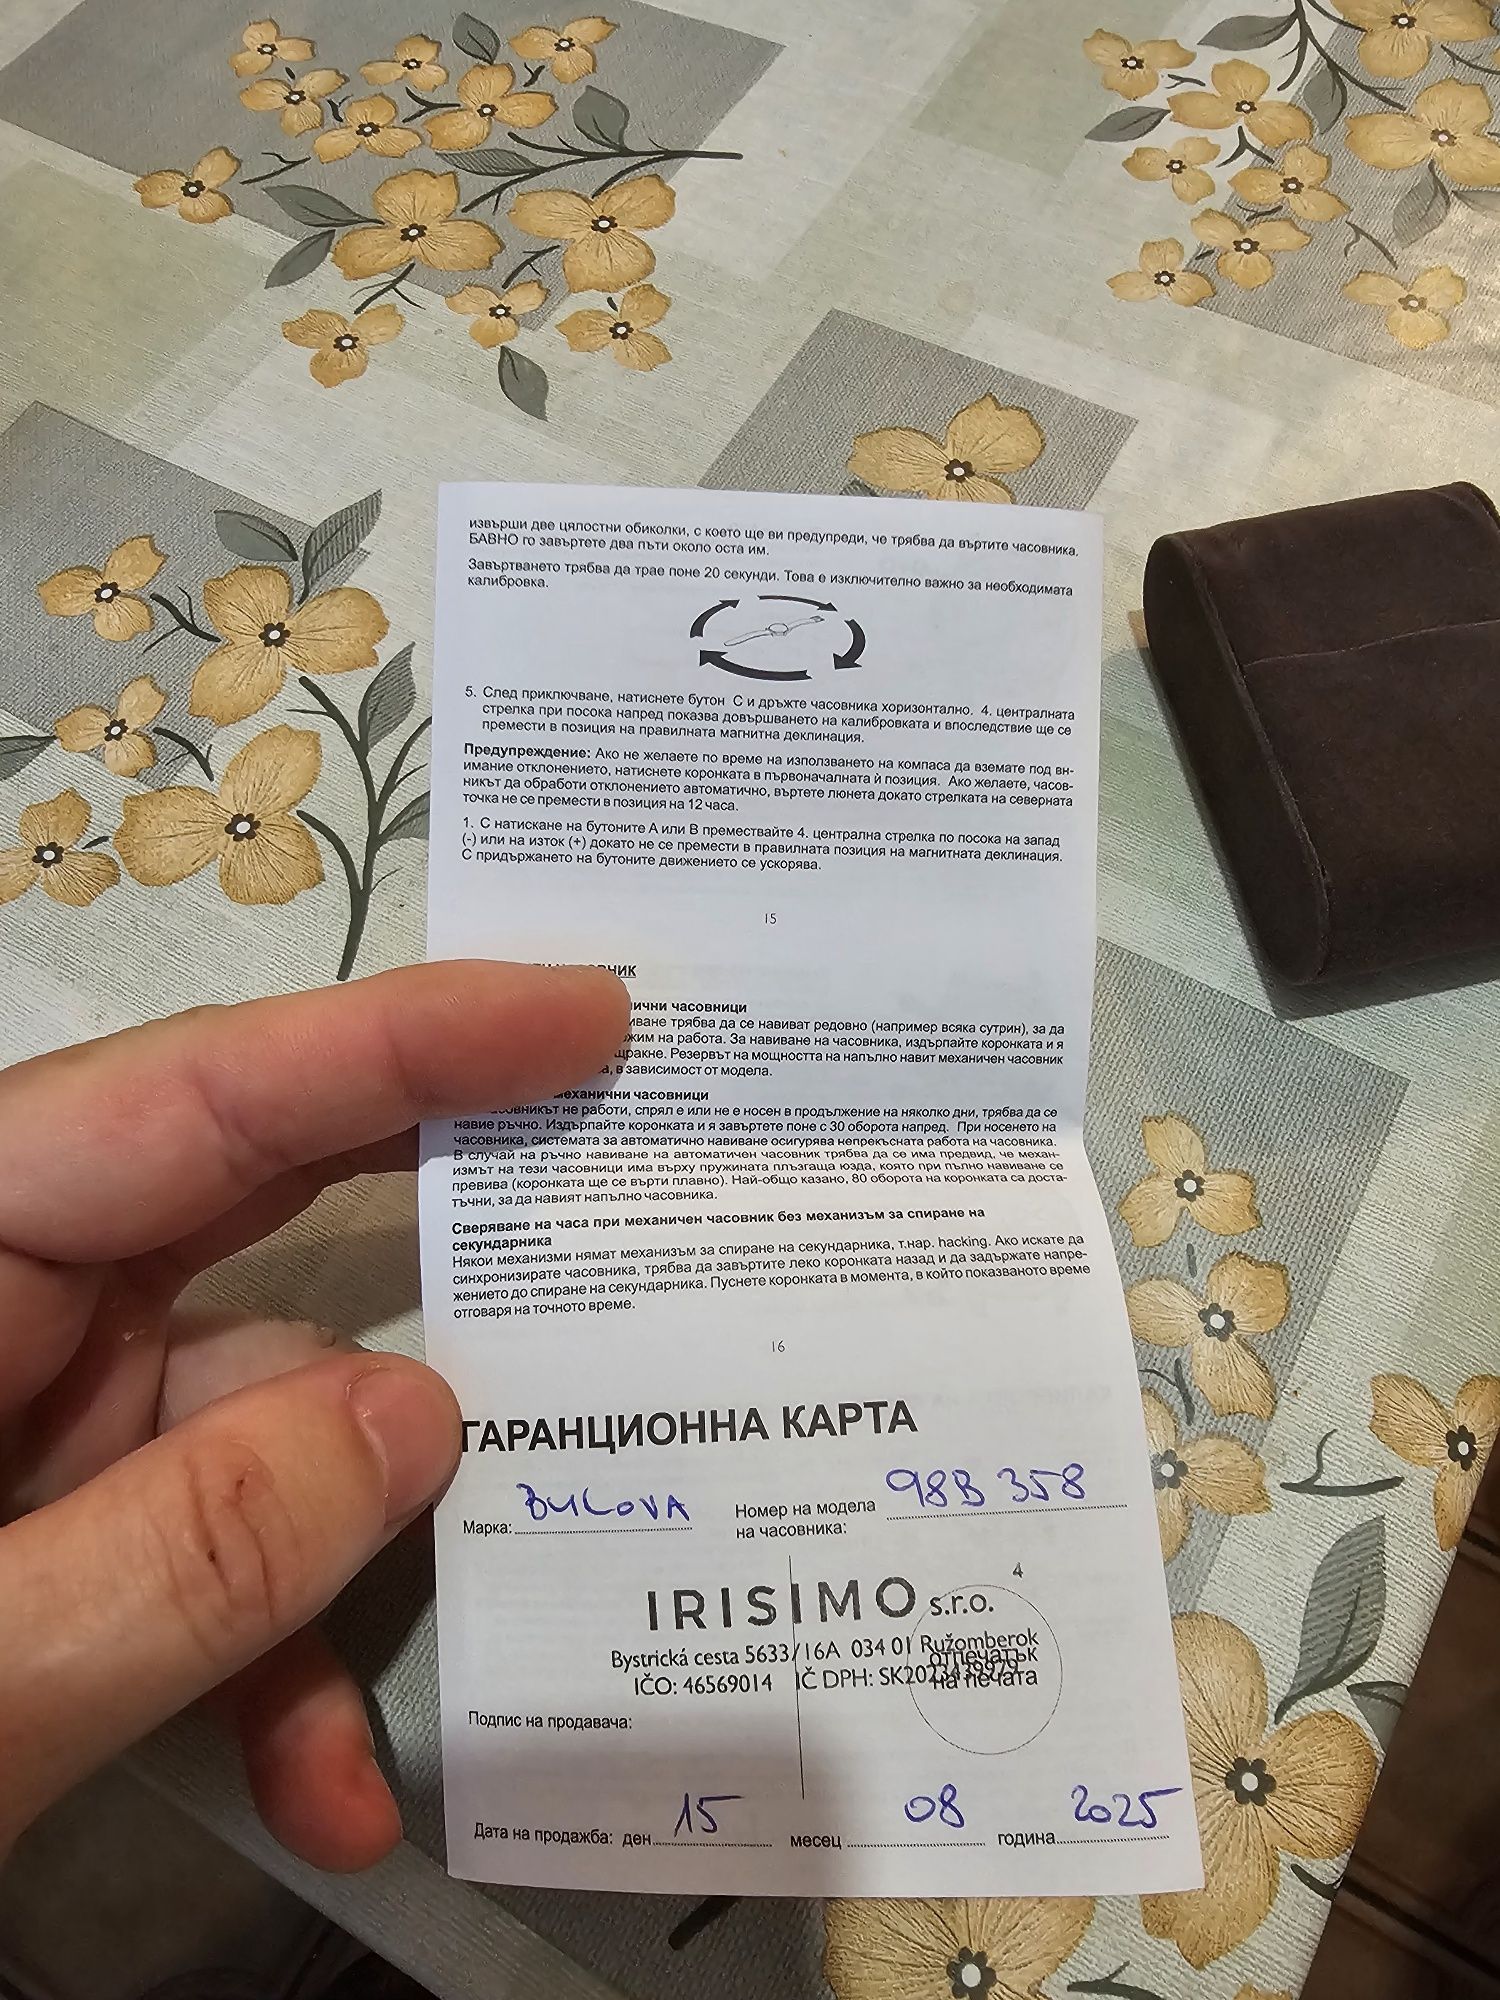 извърши две цялостни обиколки, с което ще ви предупреди, че трябва да въртите часовника.
БАВНО го завъртете два пъти около оста им.
Завъртането трябва да трае поне 20 секунди. Това е изключително важно за необходимата
калибровка.
5. След приключване, натиснете бутон С и дръжте часовника хоризонтално. 4. централната
стрелка при посока напред показва довършването на калибровката и впоследствие ще се
премести в позиция на правилната магнитна деклинация.
Предупреждение: Ако не желаете по време на използването на компаса да вземате под вн-
имание отклонението, натиснете коронката в първоначалната ѝ позиция. Ако желаете, часов-
никът да обработи отклонението автоматично, въртете люнета докато стрелката на северната
точка не се премести в позиция на 12 часа.
1. С натискане на бутоните А или В премествайте 4. централна стрелка по посока на запад
(-) или на изток (+) докато не се премести в правилната позиция на магнитната деклинация.
С придържането на бутоните движението се ускорява.
15
часовници
трябва да се навиват редовно (например всяка сутрин), за да
на работа. За навиване на часовника, издърпайте коронката и я
Резервът на мощността на напълно навит механичен часовник
в зависимост от модела.
часовници
не работи, спрял е или не е носен в продължение на няколко дни, трябва да се
навие ръчно. Издърпайте коронката и я завъртете поне с 30 оборота напред. При носенето на
часовника, системата за автоматично навиване осигурява непрекъсната работа на часовника.
В случай на ръчно навиване на автоматичен часовник трябва да се има предвид, че механ-
измът на тези часовници има върху пружината плъзгаща юзда, която при пълно навиване се
превива (коронката ще се върти плавно). Най-общо казано, 80 оборота на коронката са доста-
тъчни, за да навият напълно часовника.
Сверяване на часа при механичен часовник без механизъм за спиране на
секундарника
Някои механизми нямат механизъм за спиране на секундарника, т.нар. hacking. Ако искате да
синхронизирате часовника, трябва да завъртите леко коронката назад и да задържате напре-
жението до спиране на секундарника. Пуснете коронката в момента, в който показваното време
отговаря на точното време.
16
ГАРАНЦИОННА КАРТА
Марка: BULOVA Номер на модела 98B 358
на часовника:
4
IRISIMO s.r.o.
Bystrická cesta 5633/16A 034 01 Ružomberok
отпечатък
IČO: 46569014 IČ DPH: SK2023439979
на печата
Подпис на продавача:
Дата на продажба: ден 15 месец 08 година 2025